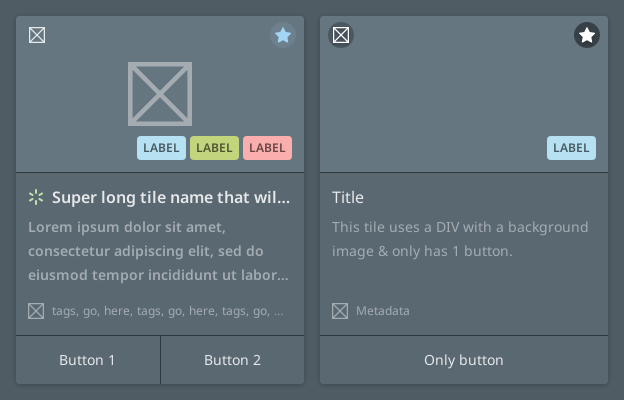 LABEL LABEL LABEL
Super long tile name that wil...
Lorem ipsum dolor sit amet,
consectetur adipiscing elit, sed do
eiusmod tempor incididunt ut labor...
tags, go, here, tags, go, here, tags, go, ...
Button 1 Button 2
LABEL
Title
This tile uses a DIV with a background
image & only has 1 button.
Metadata
Only button